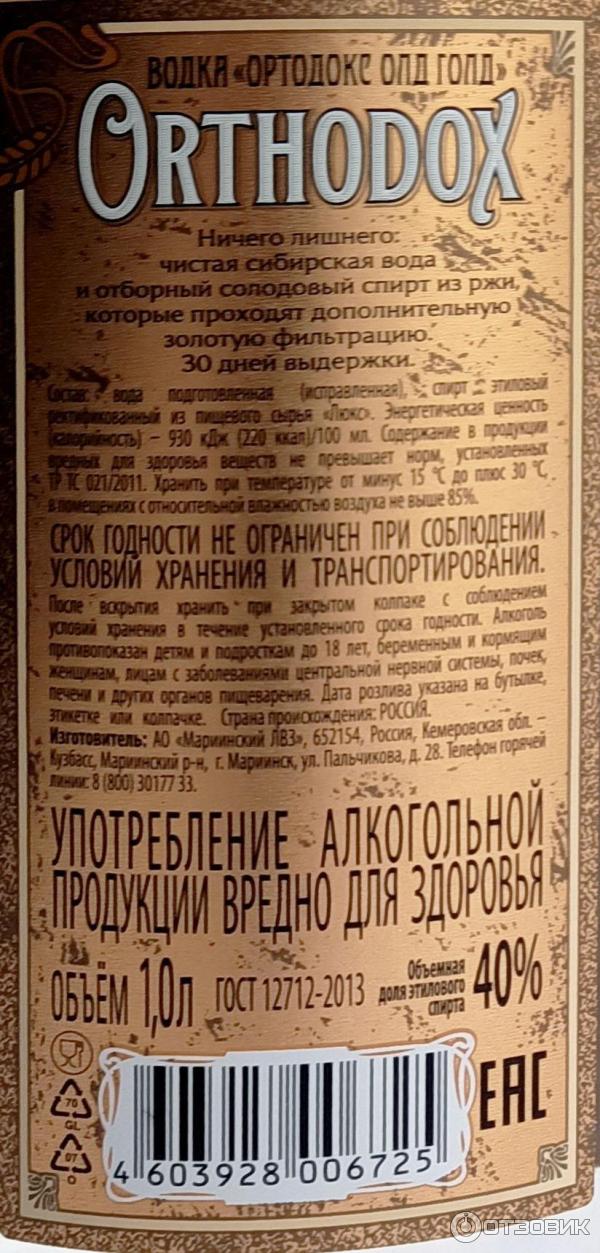 ВОДКА «ОРТОДОКС ОЛД ГОЛД»
ORTHODOX
Ничего лишнего:
чистая сибирская вода
и отборный солодовый спирт из ржи,
которые проходят дополнительную
золотую фильтрацию.
30 дней выдержки.
Состав: вода подготовленная (исправленная), спирт этиловый
ректификованный из пищевого сырья «Люкс». Энергетическая ценность
(калорийность) – 930 кДж (220 ккал)/100 мл. Содержание в продукции
вредных для здоровья веществ не превышает норм, установленных
ТР ТС 021/2011. Хранить при температуре от минус 15 °С до плюс 30 °С,
в помещениях с относительной влажностью воздуха не выше 85%.
СРОК ГОДНОСТИ НЕ ОГРАНИЧЕН ПРИ СОБЛЮДЕНИИ
УСЛОВИЙ ХРАНЕНИЯ И ТРАНСПОРТИРОВАНИЯ.
После вскрытия хранить при закрытом колпаке с соблюдением
условий хранения в течение установленного срока годности. Алкоголь
противопоказан детям и подросткам до 18 лет, беременным и кормящим
женщинам, лицам с заболеваниями центральной нервной системы, почек,
печени и других органов пищеварения. Дата розлива указана на бутылке,
этикетке или колпачке. Страна происхождения: РОССИЯ.
Изготовитель: АО «Мариинский ЛВЗ», 652154, Россия, Кемеровская обл. –
Кузбасс, Мариинский р-н, г. Мариинск, ул. Пальчикова, д. 28. Телефон горячей
линии: 8 (800) 30177 33.
УПОТРЕБЛЕНИЕ АЛКОГОЛЬНОЙ
ПРОДУКЦИИ ВРЕДНО ДЛЯ ЗДОРОВЬЯ
ОБЪЁМ 1,0л ГОСТ 12712-2013 Объемная доля этилового спирта 40%
70
GL
07
O
4 603928 006725
EAC
ОТЗОВИК